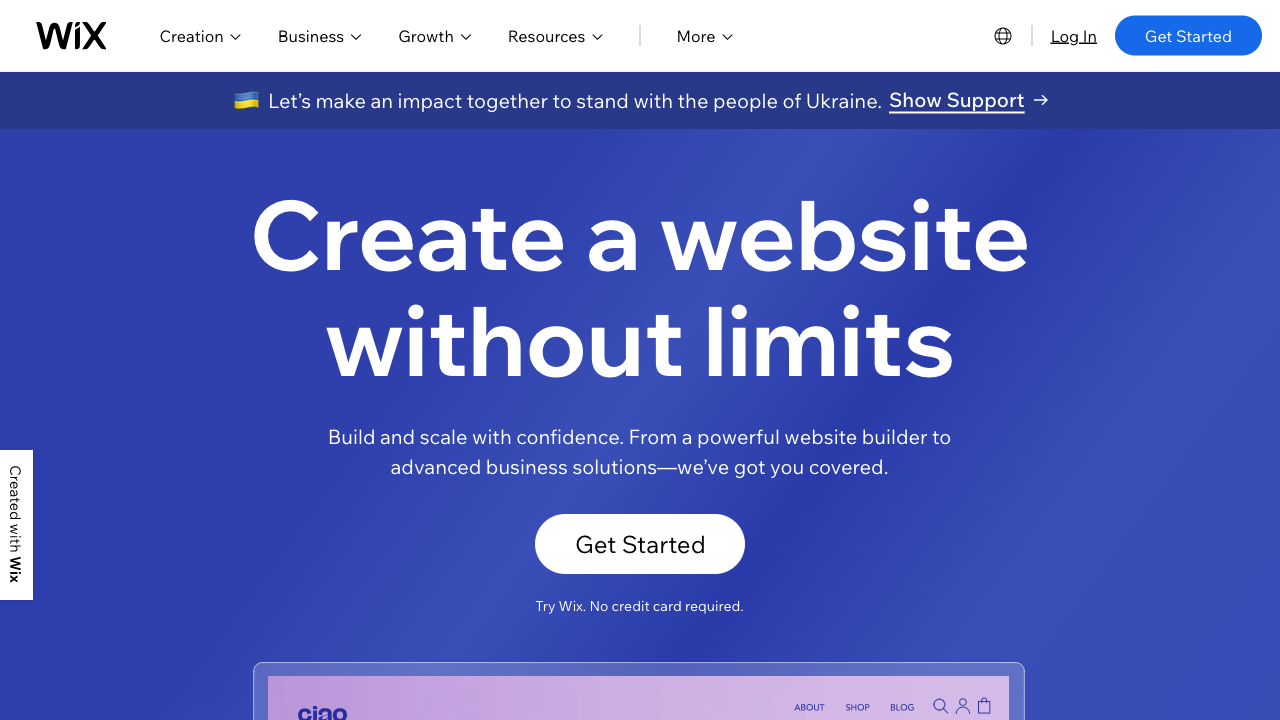 WiX
Creation
Business
Growth
Resources
More
Log In
Get Started
Let’s make an impact together to stand with the people of Ukraine. Show Support →
Create a website
without limits
Build and scale with confidence. From a powerful website builder to
advanced business solutions—we’ve got you covered.
Created with Wix
Get Started
Try Wix. No credit card required.
ciao
ABOUT
SHOP
BLOG